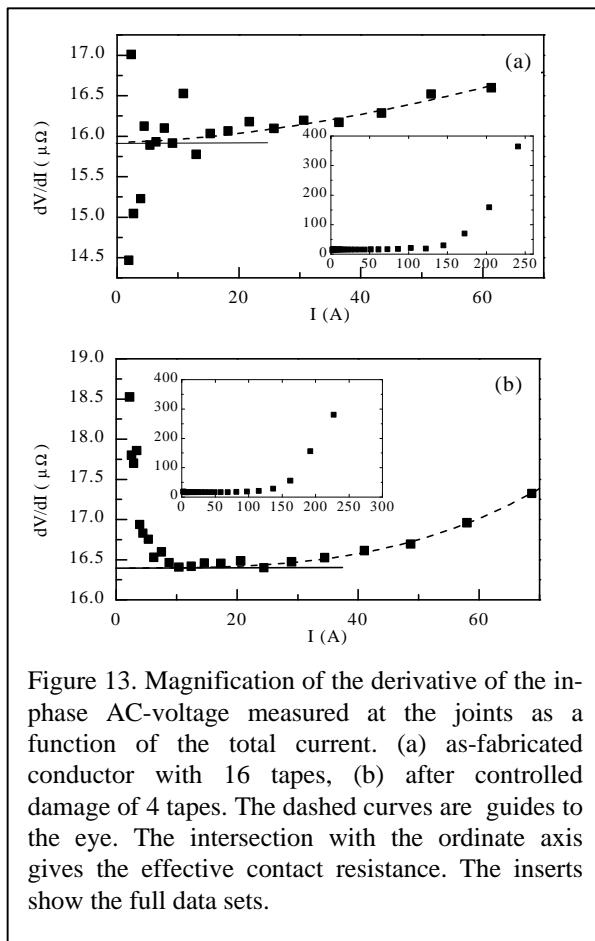 17.0
16.5
16.0
15.5
15.0
14.5
dV/dI ( μΩ )
(a)
400
300
200
100
0
0 50 100 150 200 250
0 20 40 60
I (A)
19.0
18.5
18.0
17.5
17.0
16.5
16.0
dV/dI ( μΩ )
(b)
400
300
200
100
0
0 50 100 150 200 250 300
0 20 40 60
I (A)
Figure 13. Magnification of the derivative of the in-
phase AC-voltage measured at the joints as a
function of the total current. (a) as-fabricated
conductor with 16 tapes, (b) after controlled
damage of 4 tapes. The dashed curves are guides to
the eye. The intersection with the ordinate axis
gives the effective contact resistance. The inserts
show the full data sets.